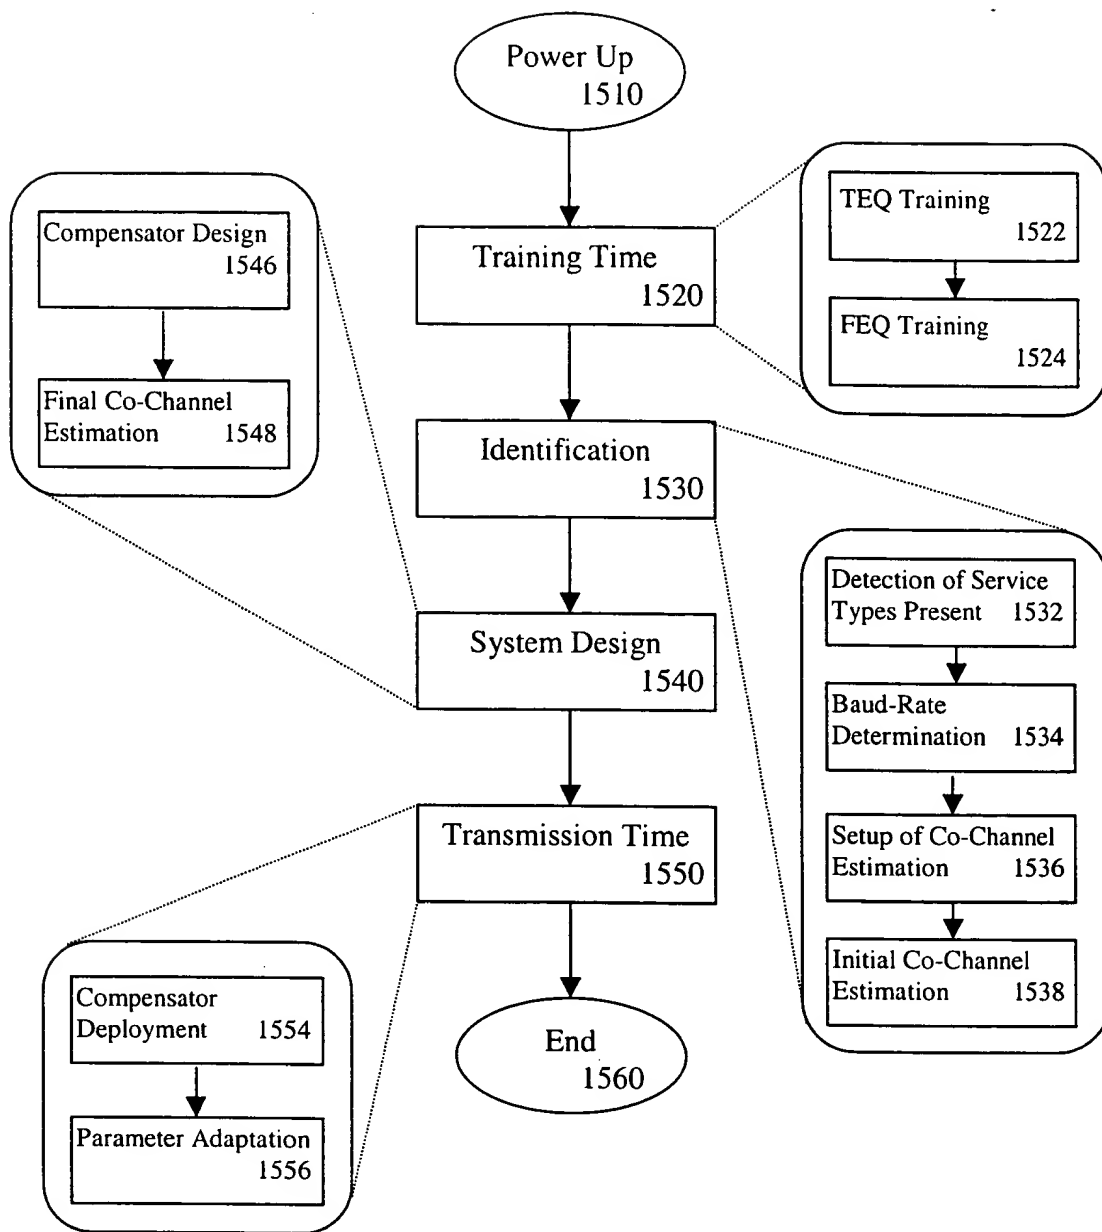 Power Up
1510
Training Time
1520
TEQ Training
1522
FEQ Training
1524
Compensator Design
1546
Final Co-Channel
Estimation 1548
Identification
1530
System Design
1540
Detection of Service
Types Present 1532
Baud-Rate
Determination 1534
Setup of Co-Channel
Estimation 1536
Initial Co-Channel
Estimation 1538
Transmission Time
1550
Compensator
Deployment 1554
Parameter Adaptation
1556
End
1560